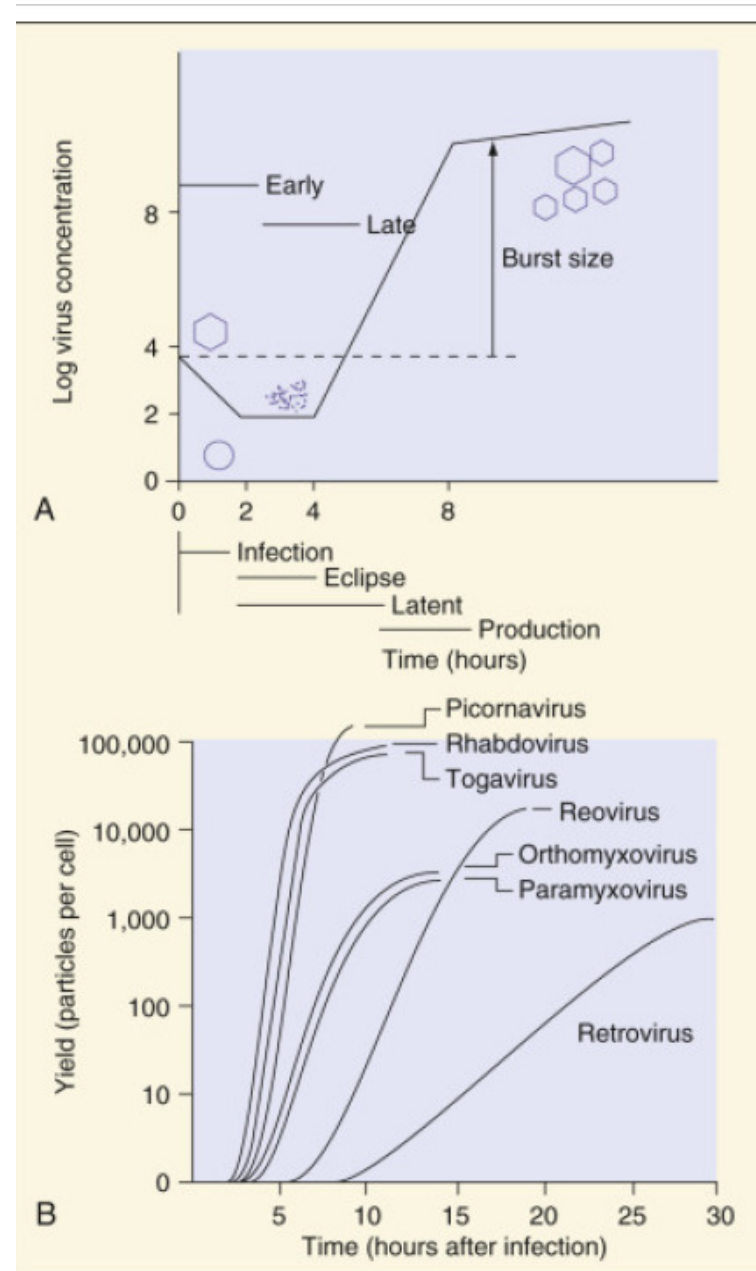 Log virus concentration
8
4
2
0
Early
Late
Burst size
A
0 2 4 8
Infection
Eclipse
Latent
Production
Time (hours)
Yield (particles per cell)
100,000
10,000
1,000
100
10
0
Picornavirus
Rhabdovirus
Togavirus
Reovirus
Orthomyxovirus
Paramyxovirus
Retrovirus
B
5 10 15 20 25 30
Time (hours after infection)